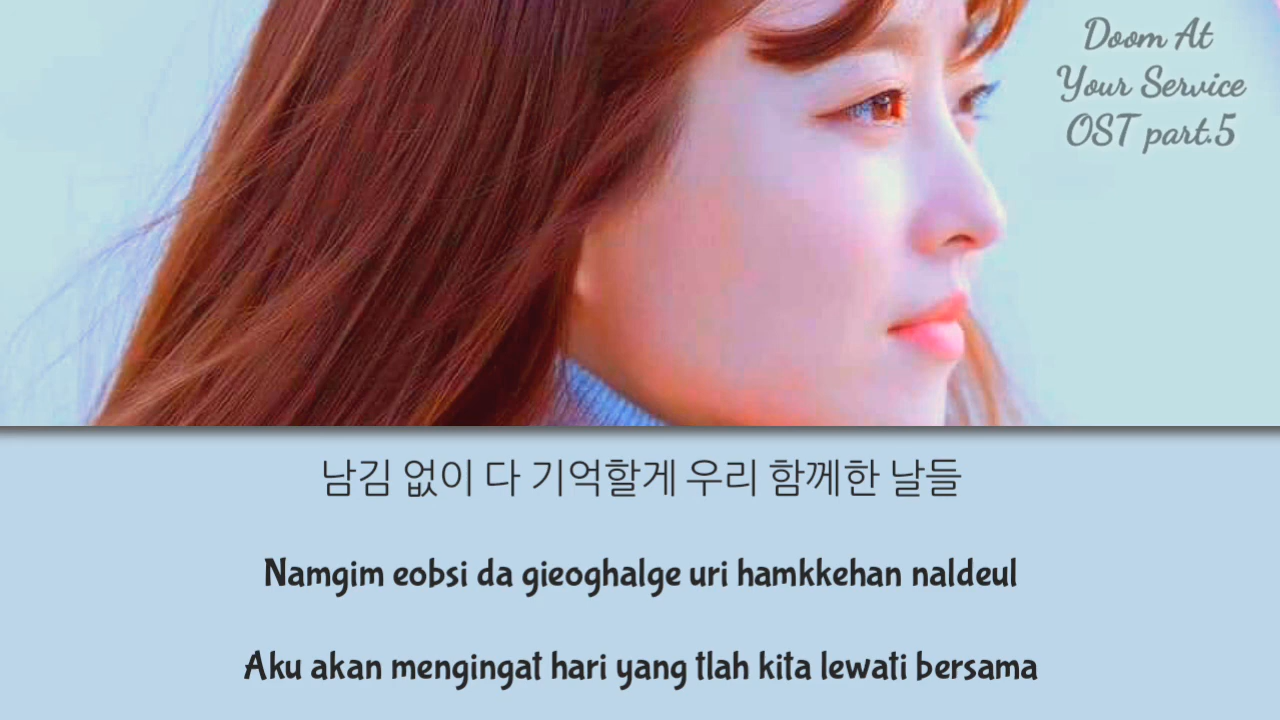 Doom At
Your Service
OST part.5
남김 없이 다 기억할게 우리 함께한 날들
Namgim eobsi da gieoghalge uri hamkkehan naldeul
Aku akan mengingat hari yang tlah kita lewati bersama